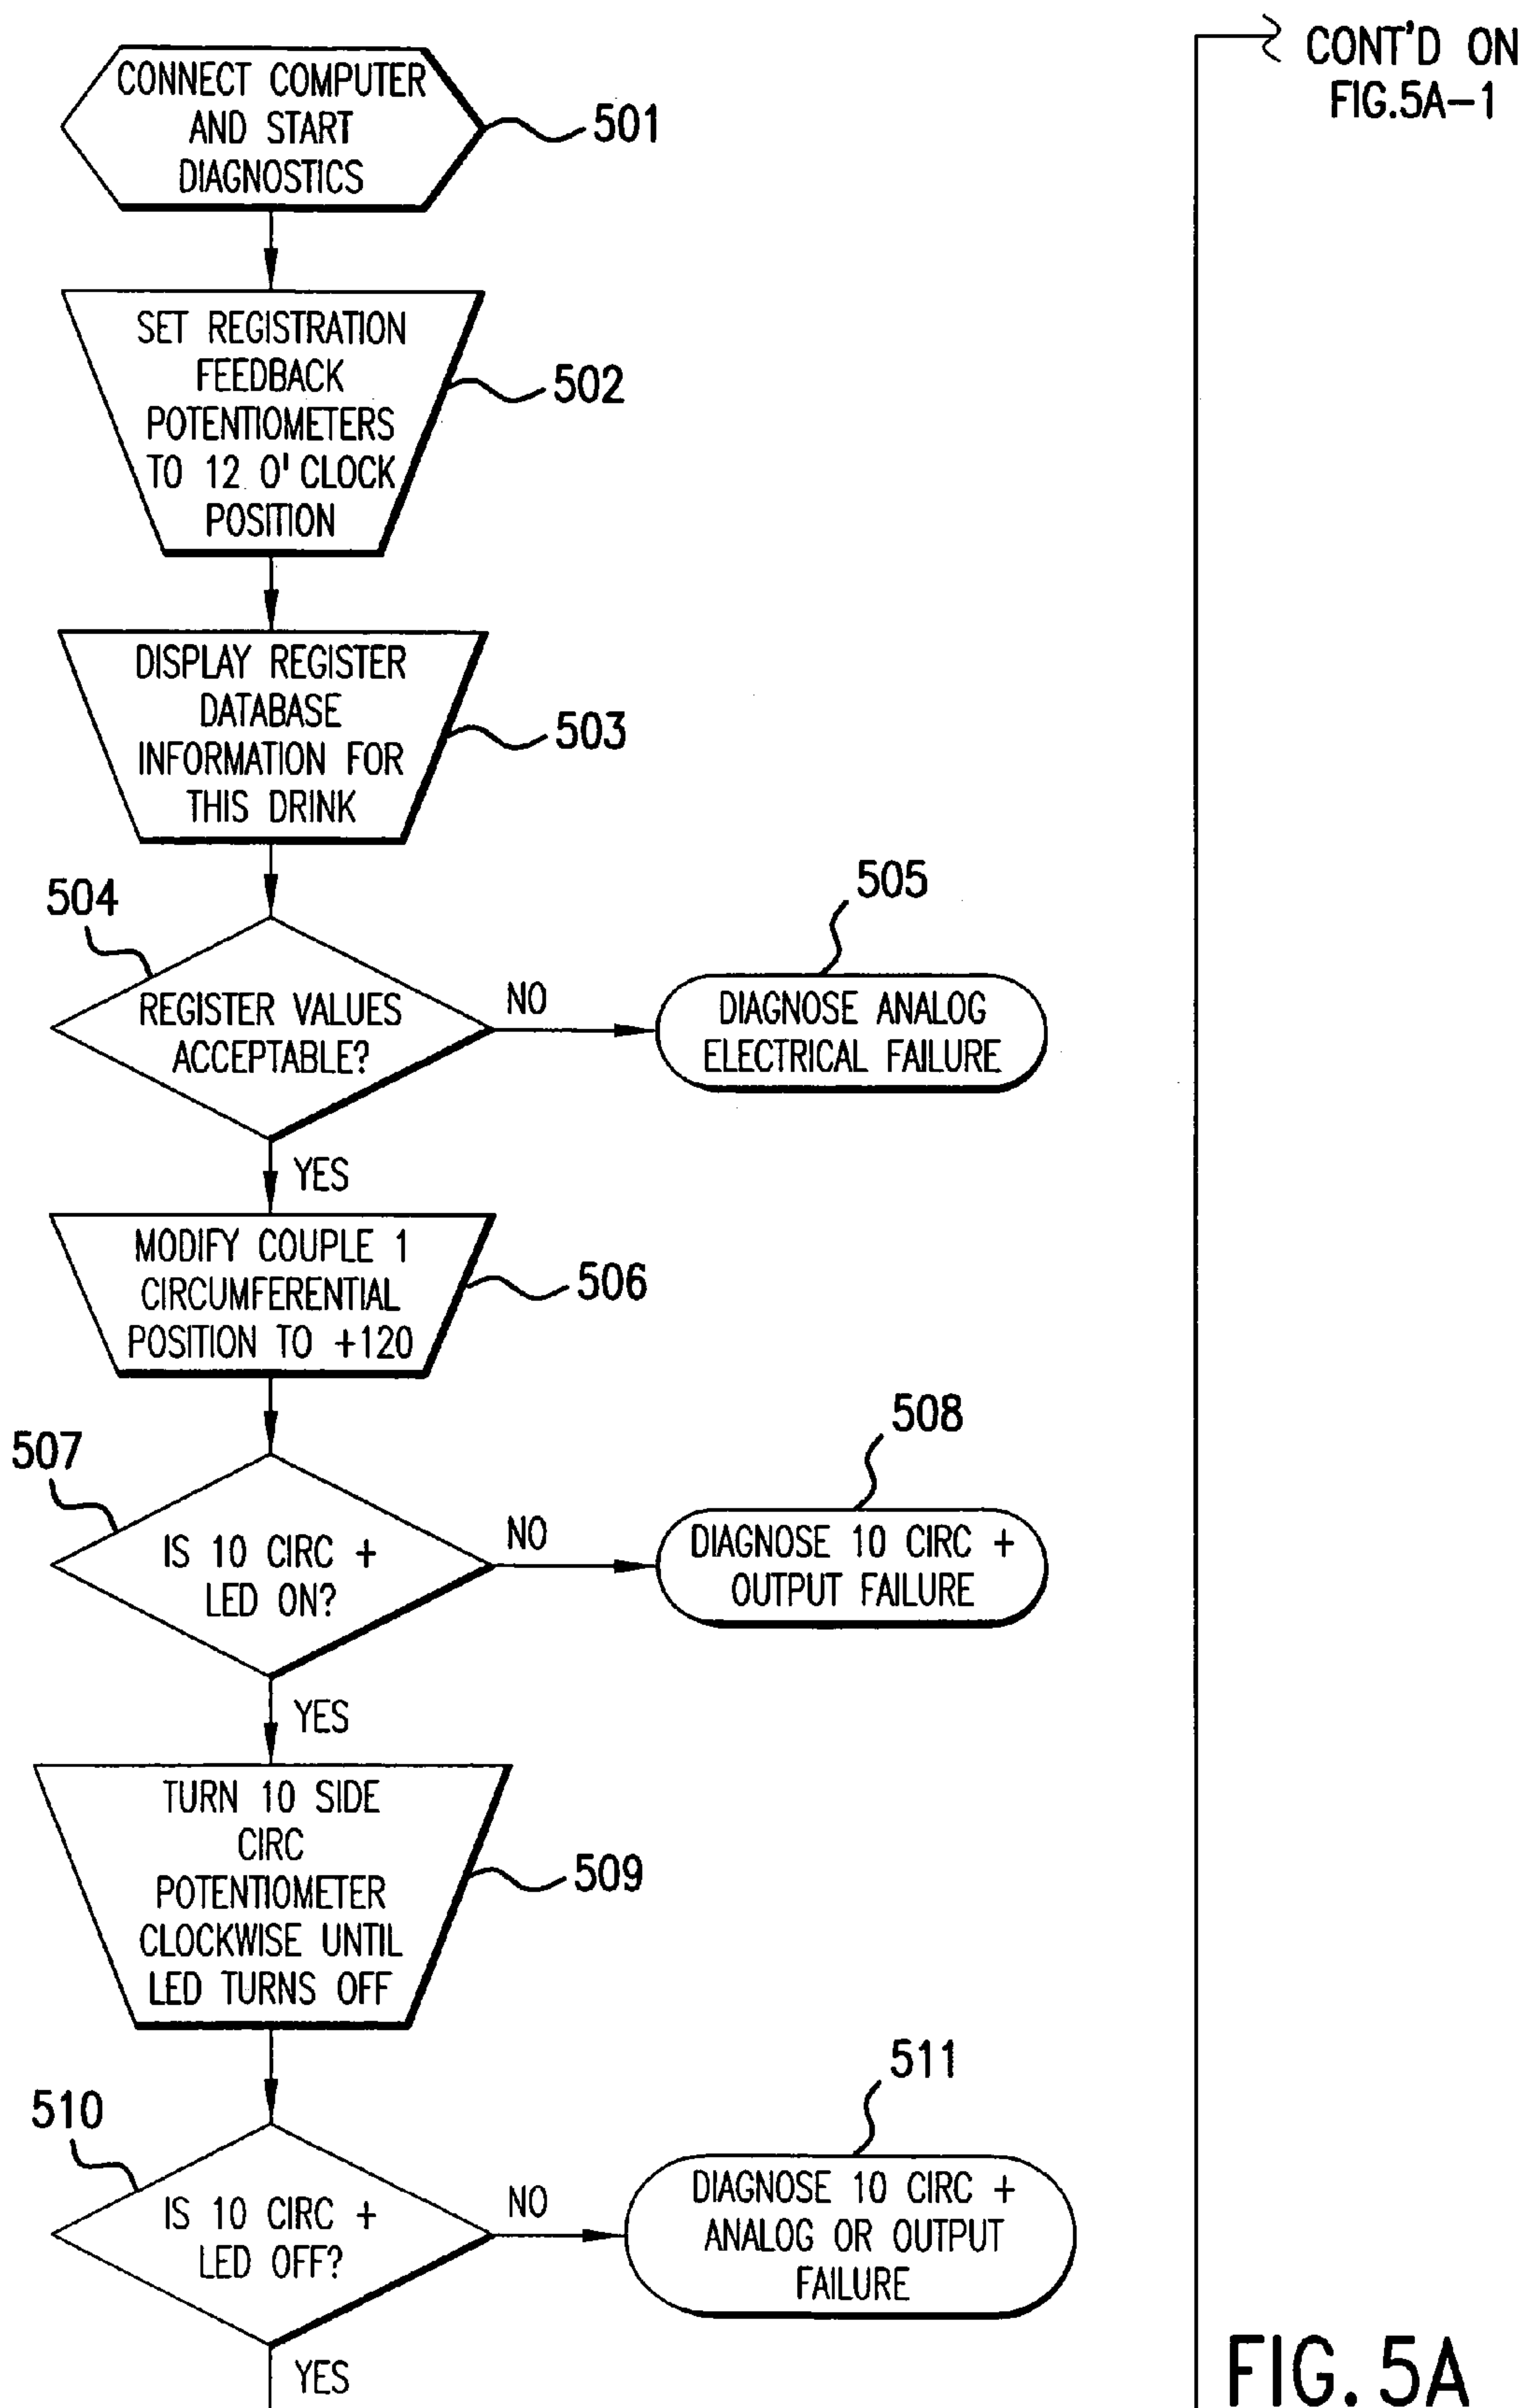 CONT'D ON
FIG.5A-1
CONNECT COMPUTER
AND START
DIAGNOSTICS
501
SET REGISTRATION
FEEDBACK
POTENTIOMETERS
TO 12 O'CLOCK
POSITION
502
DISPLAY REGISTER
DATABASE
INFORMATION FOR
THIS DRINK
503
504
REGISTER VALUES
ACCEPTABLE?
NO
505
DIAGNOSE ANALOG
ELECTRICAL FAILURE
YES
MODIFY COUPLE 1
CIRCUMFERENTIAL
POSITION TO +120
506
507
IS 10 CIRC +
LED ON?
NO
508
DIAGNOSE 10 CIRC +
OUTPUT FAILURE
YES
TURN 10 SIDE
CIRC
POTENTIOMETER
CLOCKWISE UNTIL
LED TURNS OFF
509
510
IS 10 CIRC +
LED OFF?
NO
511
DIAGNOSE 10 CIRC +
ANALOG OR OUTPUT
FAILURE
YES
FIG. 5A